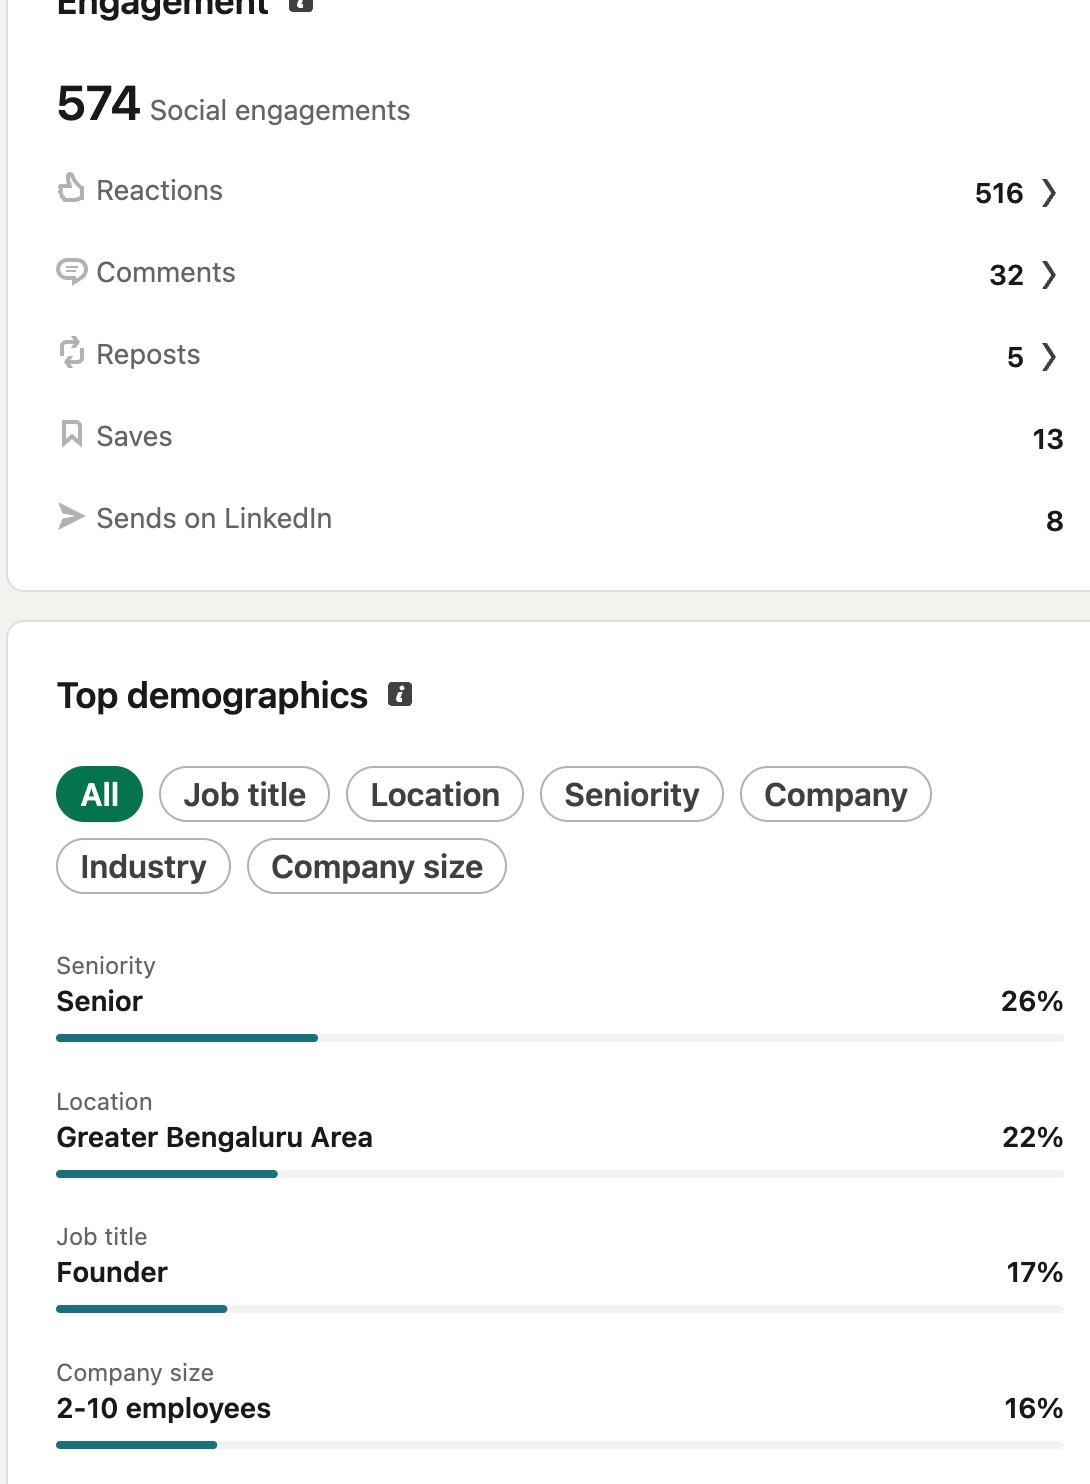 Engagement
574 Social engagements
Reactions 516
Comments 32
Reposts 5
Saves 13
Sends on LinkedIn 8
Top demographics
All Job title Location Seniority Company
Industry Company size
Seniority
Senior 26%
Location
Greater Bengaluru Area 22%
Job title
Founder 17%
Company size
2-10 employees 16%